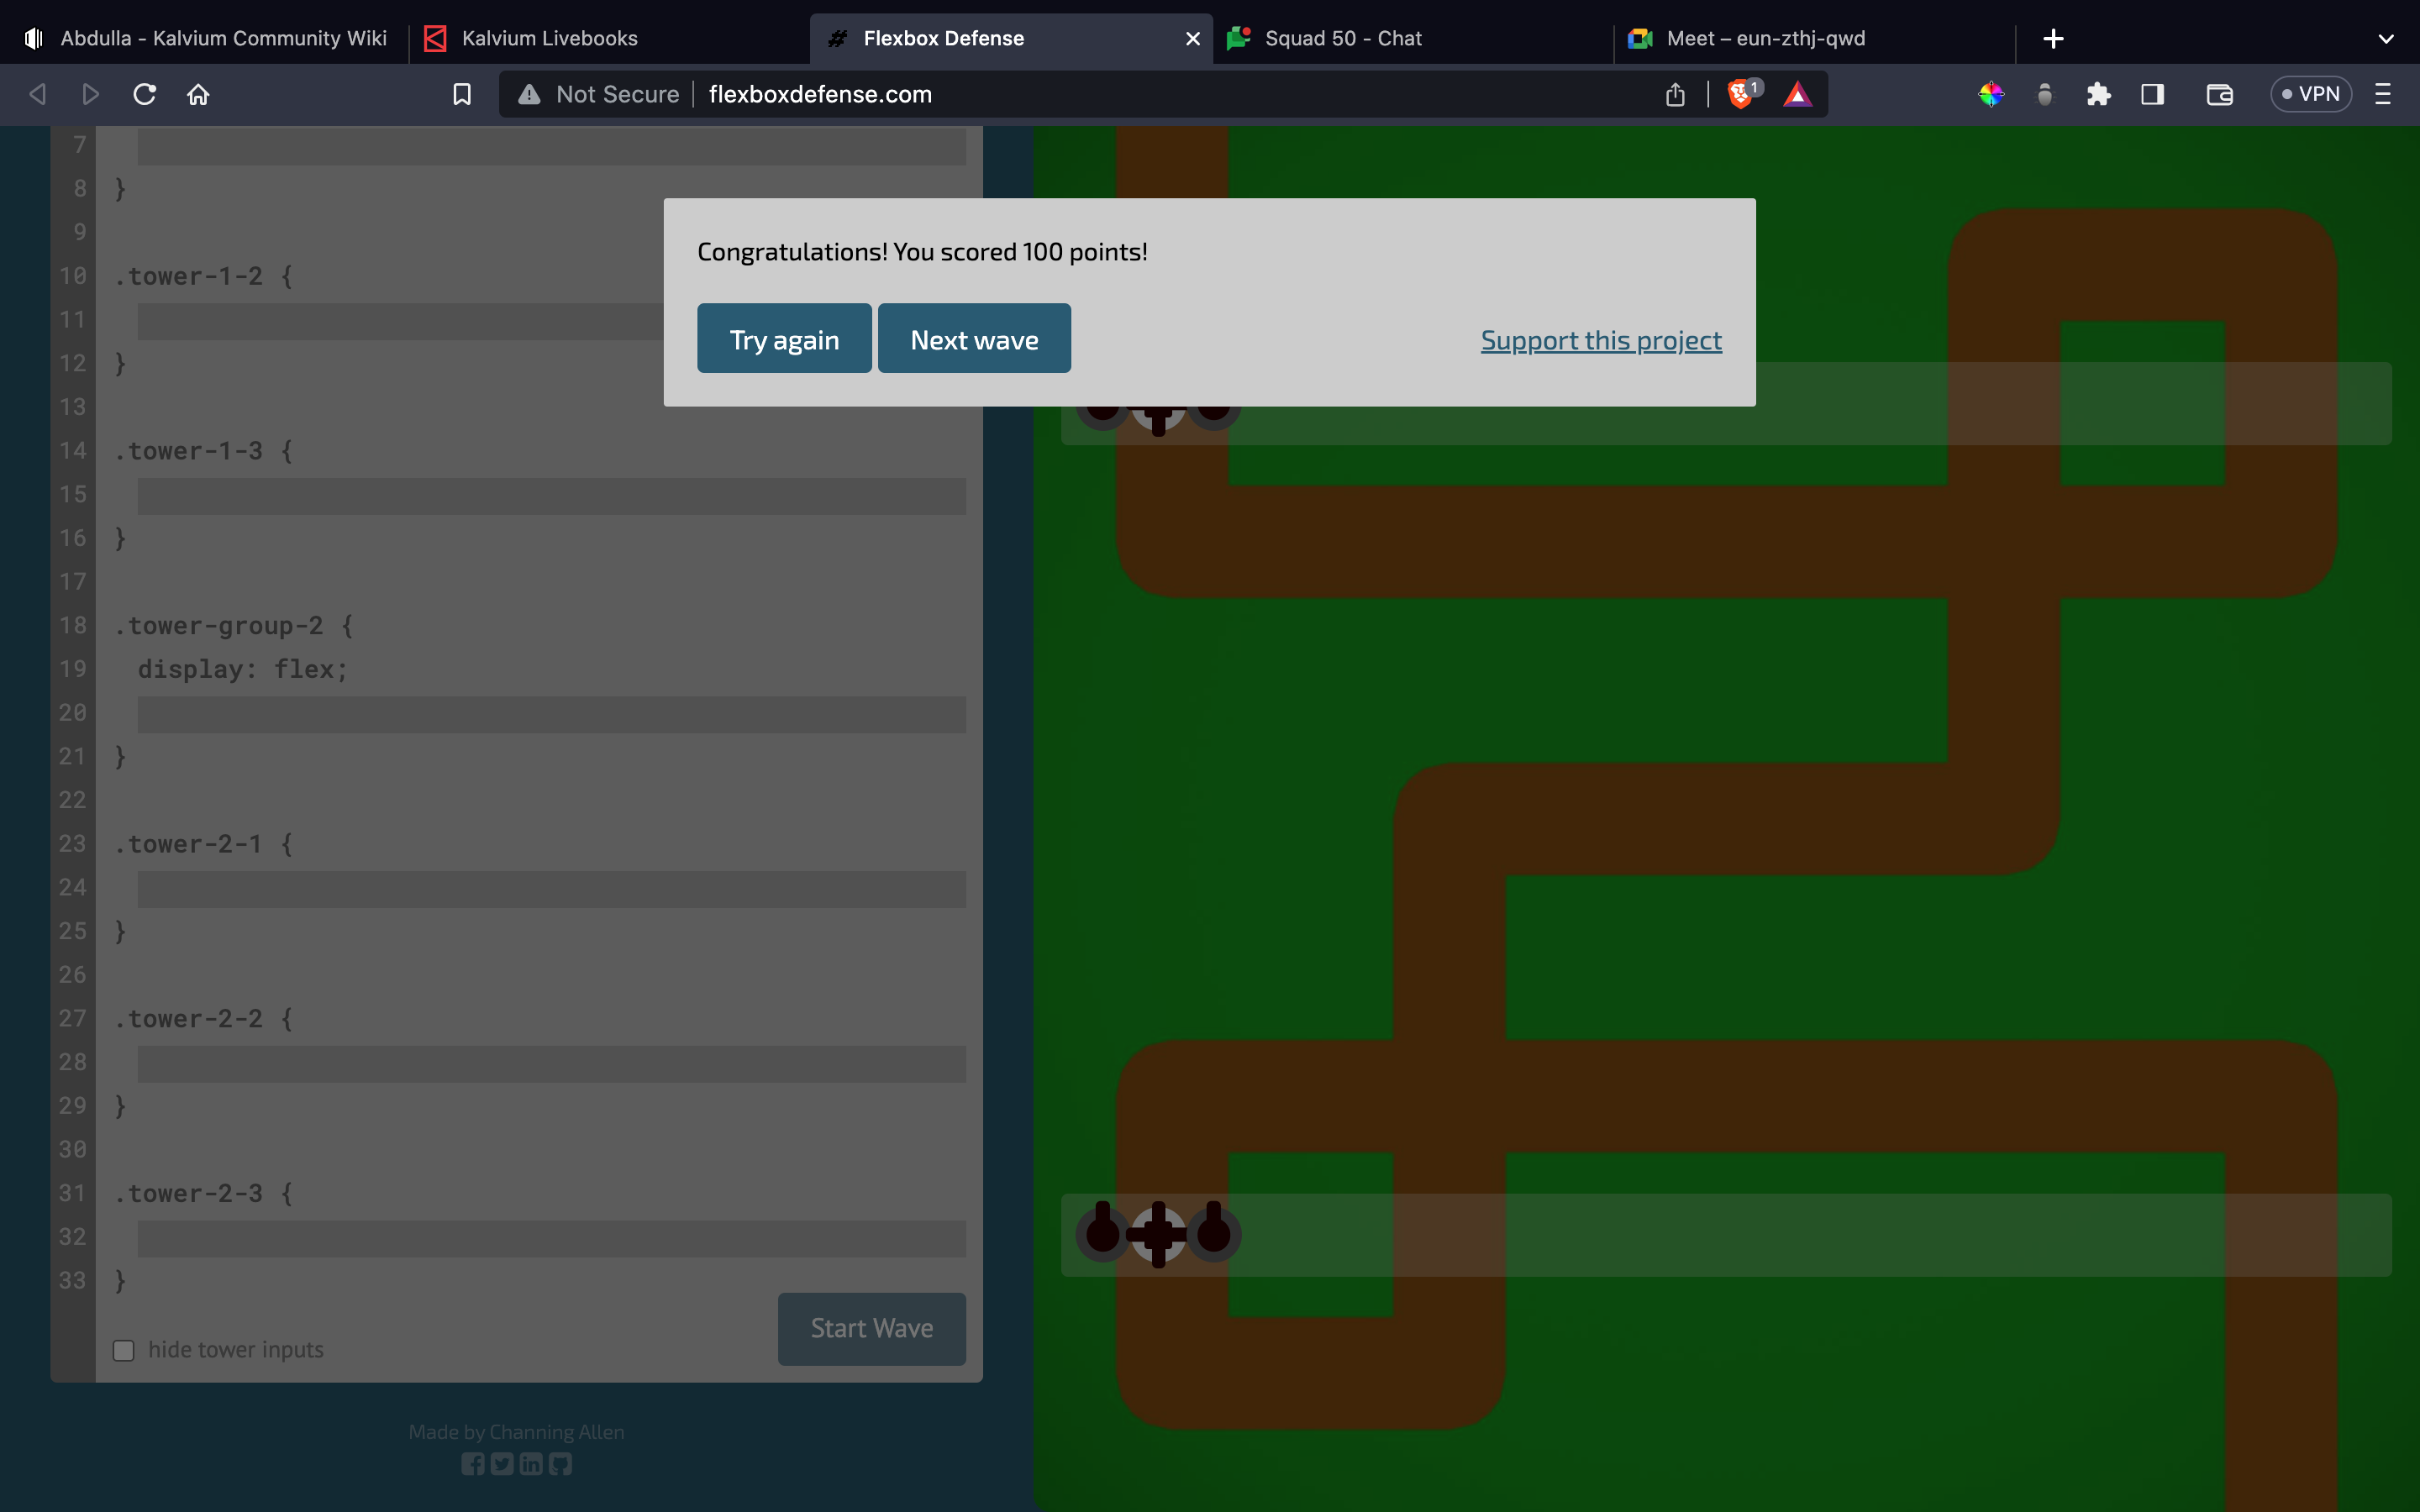 Abdulla - Kalvium Community Wiki
Kalvium Livebooks
Flexbox Defense
Squad 50 - Chat
Meet – eun-zthj-qwd
Not Secure
flexboxdefense.com
1
VPN
7
8 }
9
10 .tower-1-2 {
11
12 }
13
14 .tower-1-3 {
15
16 }
17
18 .tower-group-2 {
19 display: flex;
20
21 }
22
23 .tower-2-1 {
24
25 }
26
27 .tower-2-2 {
28
29 }
30
31 .tower-2-3 {
32
33 }
Congratulations! You scored 100 points!
Try again
Next wave
Support this project
hide tower inputs
Start Wave
Made by Channing Allen